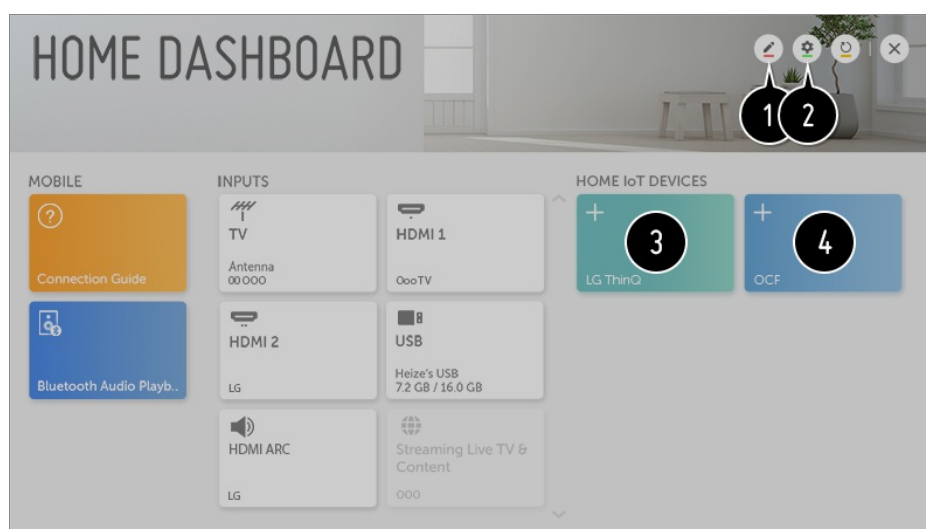 HOME DASHBOARD
1
2
MOBILE
INPUTS
HOME IoT DEVICES
Connection Guide
Bluetooth Audio Playb..
TV
Antenna
00 000
HDMI 1
OooTV
HDMI 2
LG
USB
Heize's USB
7.2 GB / 16.0 GB
HDMI ARC
LG
Streaming Live TV &
Content
000
3
LG ThinQ
4
OCF